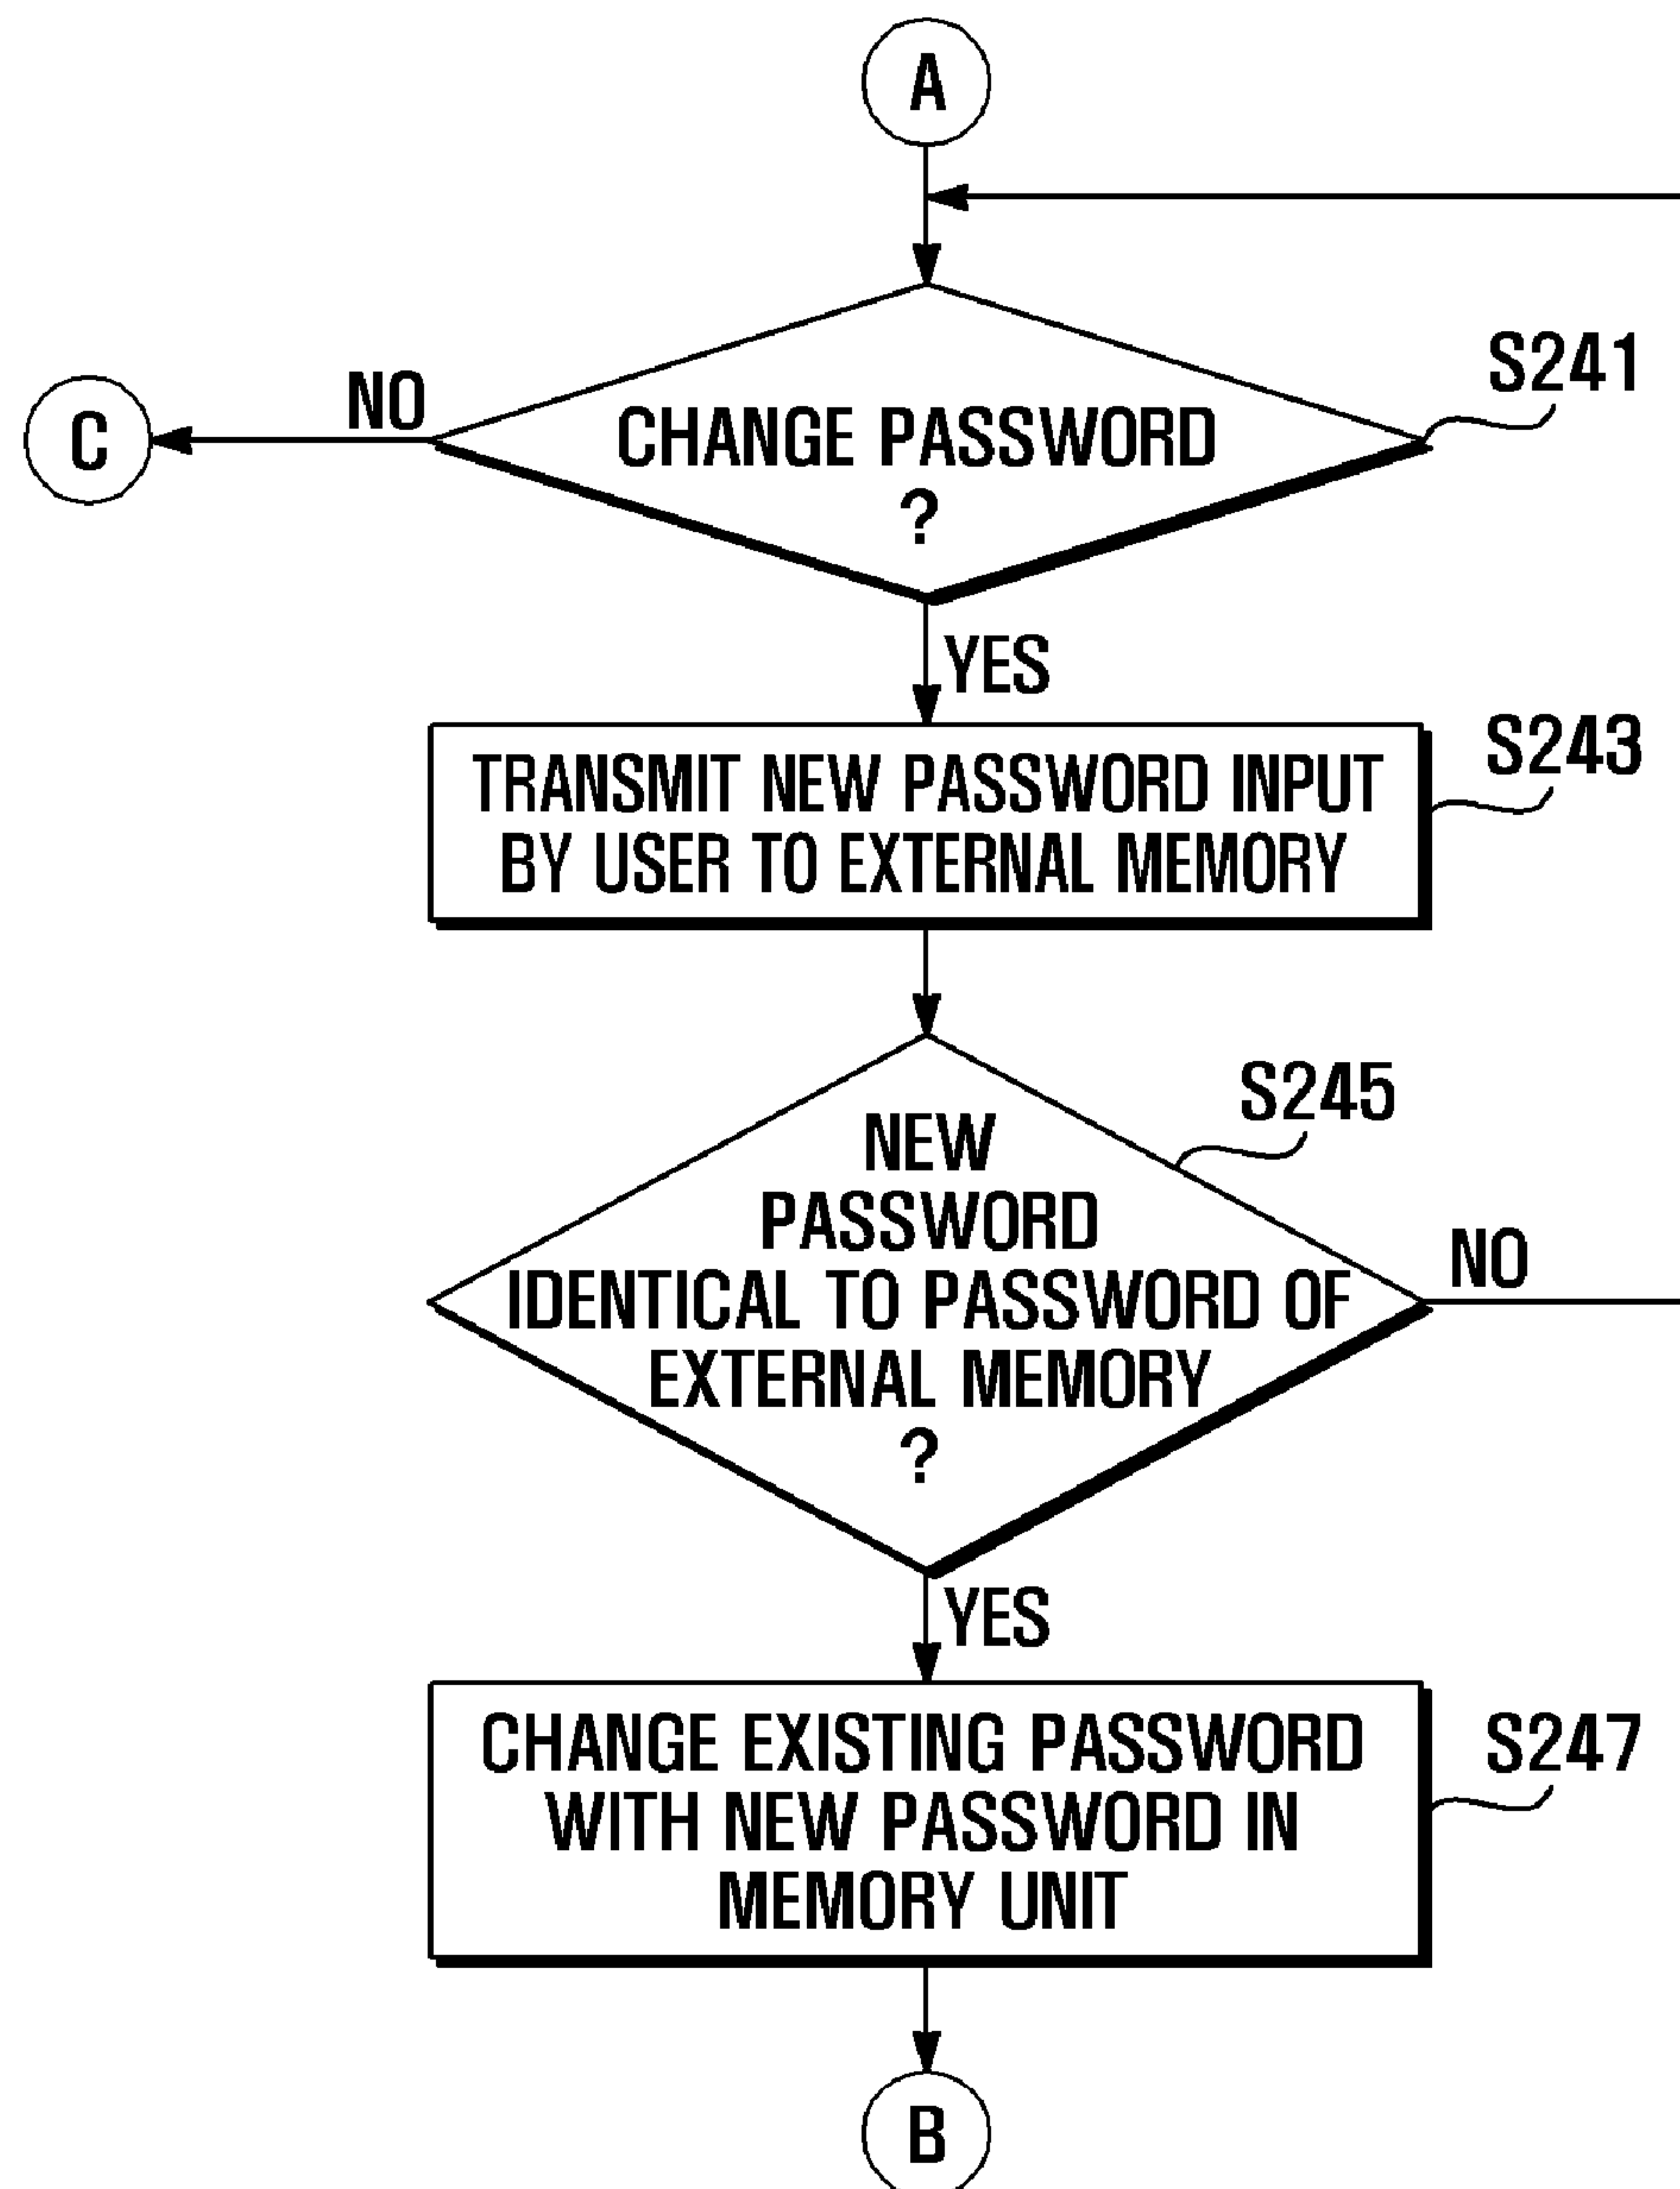 A
S241
NO
C
CHANGE PASSWORD
?
YES
S243
TRANSMIT NEW PASSWORD INPUT
BY USER TO EXTERNAL MEMORY
S245
NEW
PASSWORD
IDENTICAL TO PASSWORD OF
EXTERNAL MEMORY
?
NO
YES
S247
CHANGE EXISTING PASSWORD
WITH NEW PASSWORD IN
MEMORY UNIT
B